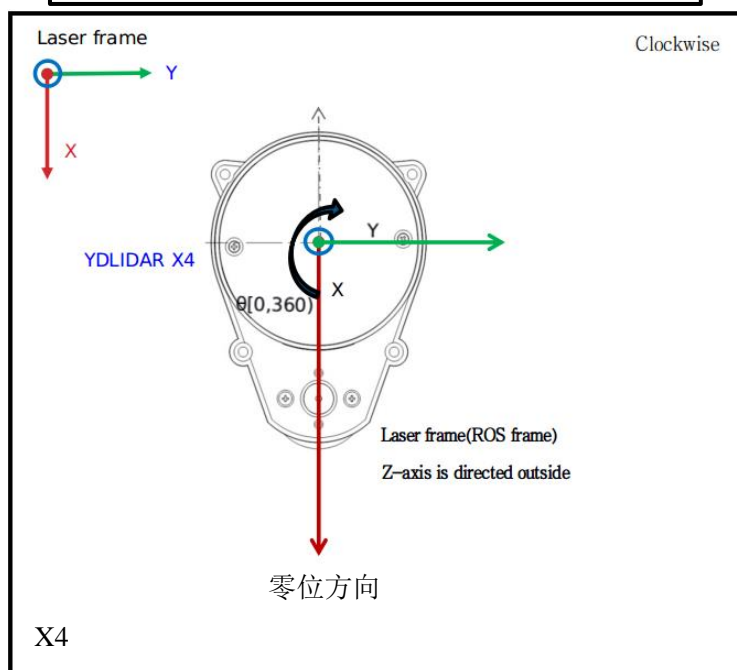 Laser frame
Clockwise
Y
X
Y
YDLIDAR X4
X
θ[0,360)
Laser frame(ROS frame)
Z-axis is directed outside
零位方向
X4